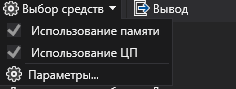 Выбор средств Вывод
Использование памяти
Использование ЦП
Параметры...